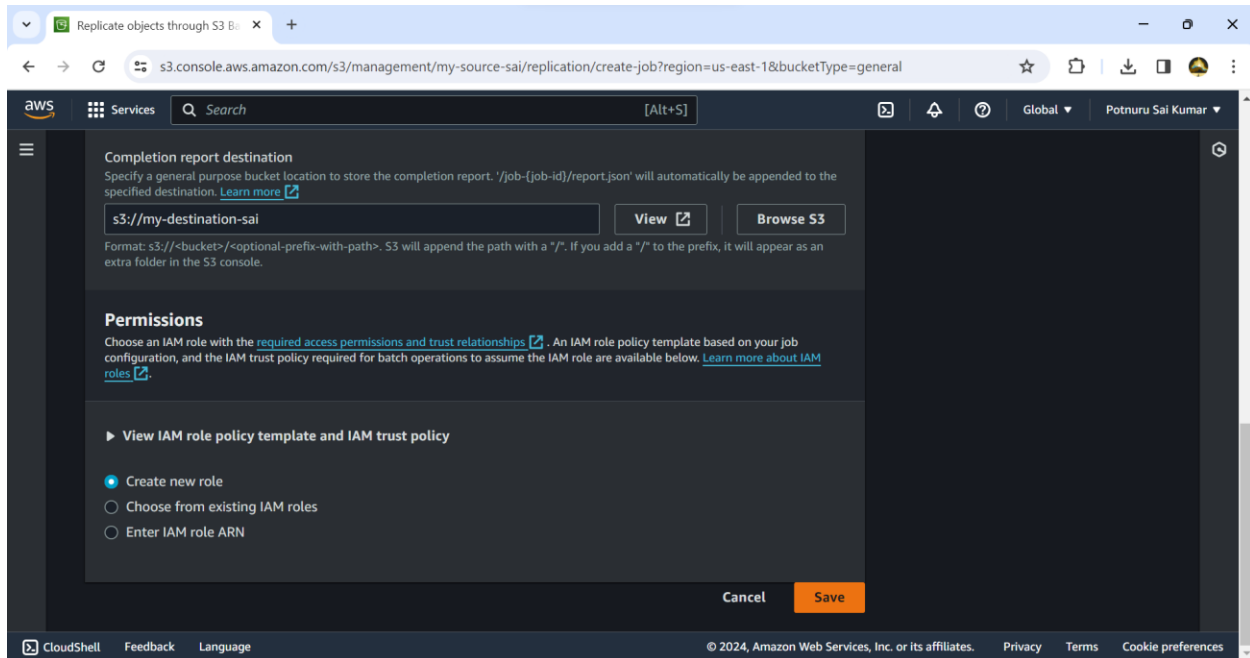 Replicate objects through S3 Ba
s3.console.aws.amazon.com/s3/management/my-source-sai/replication/create-job?region=us-east-1&bucketType=general
aws Services Search [Alt+S] Global Potnuru Sai Kumar
Completion report destination
Specify a general purpose bucket location to store the completion report. '/job-{job-id}/report.json' will automatically be appended to the
specified destination. Learn more
s3://my-destination-sai View Browse S3
Format: s3://<bucket>/<optional-prefix-with-path>. S3 will append the path with a "/". If you add a "/" to the prefix, it will appear as an
extra folder in the S3 console.
Permissions
Choose an IAM role with the required access permissions and trust relationships . An IAM role policy template based on your job
configuration, and the IAM trust policy required for batch operations to assume the IAM role are available below. Learn more about IAM
roles .
View IAM role policy template and IAM trust policy
Create new role
Choose from existing IAM roles
Enter IAM role ARN
Cancel Save
CloudShell Feedback Language © 2024, Amazon Web Services, Inc. or its affiliates. Privacy Terms Cookie preferences